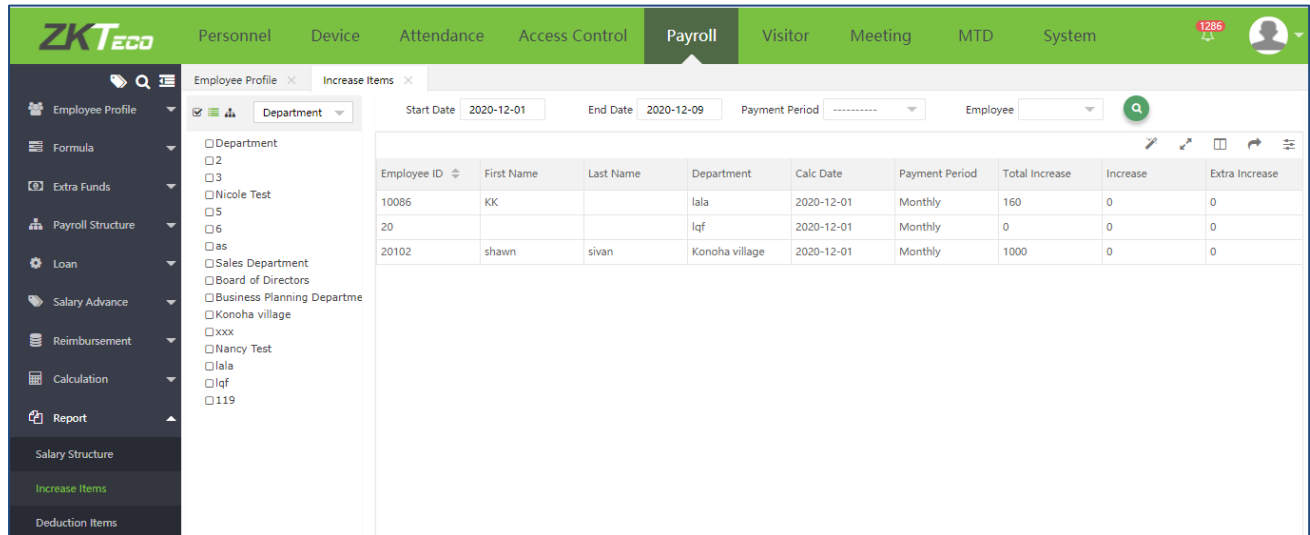 ZKTECO Personnel Device Attendance Access Control Payroll Visitor Meeting MTD System 1286
Employee Profile × Increase Items ×
Employee Profile
Formula
Extra Funds
Payroll Structure
Loan
Salary Advance
Reimbursement
Calculation
Report
Salary Structure
Increase Items
Deduction Items
Department
Department
2
3
Nicole Test
5
6
as
Sales Department
Board of Directors
Business Planning Departme
Konoha village
xxx
Nancy Test
lala
lqf
119
Start Date 2020-12-01 End Date 2020-12-09 Payment Period ---------- Employee
Employee ID First Name Last Name Department Calc Date Payment Period Total Increase Increase Extra Increase
10086 KK lala 2020-12-01 Monthly 160 0 0
20 lqf 2020-12-01 Monthly 0 0 0
20102 shawn sivan Konoha village 2020-12-01 Monthly 1000 0 0